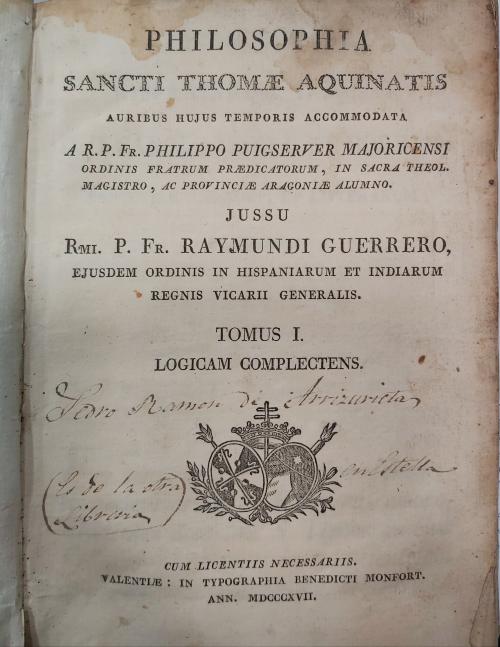 PHILOSOPHIA
SANCTI THOMÆ AQUINATIS
AURIBUS HUJUS TEMPORIS ACCOMMODATA
A R. P. FR. PHILIPPO PUIGSERVER MAJORICENSI
ORDINIS FRATRUM PRÆDICATORUM, IN SACRA THEOL.
MAGISTRO, AC PROVINCIÆ ARAGONIÆ ALUMNO.
JUSSU
RMI. P. FR. RAYMUNDI GUERRERO,
EJUSDEM ORDINIS IN HISPANIARUM ET INDIARUM
REGNIS VICARII GENERALIS.
TOMUS I.
LOGICAM COMPLECTENS.
Pedro Ramon de Arrizurieta
Es de la otra
Libreria
en Estella
CUM LICENTIIS NECESSARIIS.
VALENTIÆ: IN TYPOGRAPHIA BENEDICTI MONFORT.
ANN. MDCCCXVII.